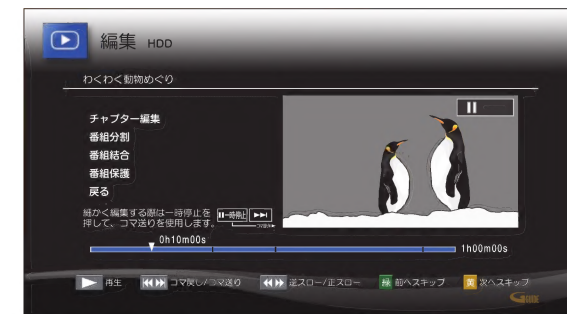 編集 HDD
わくわく動物めぐり
チャプター編集
番組分割
番組結合
番組保護
戻る
細かく編集する際は一時停止を
押して、コマ送りを使用します。
一時停止
0h10m00s
1h00m00s
再生 コマ戻し/コマ送り 逆スロー/正スロー 緑 前へスキップ 黄 次へスキップ